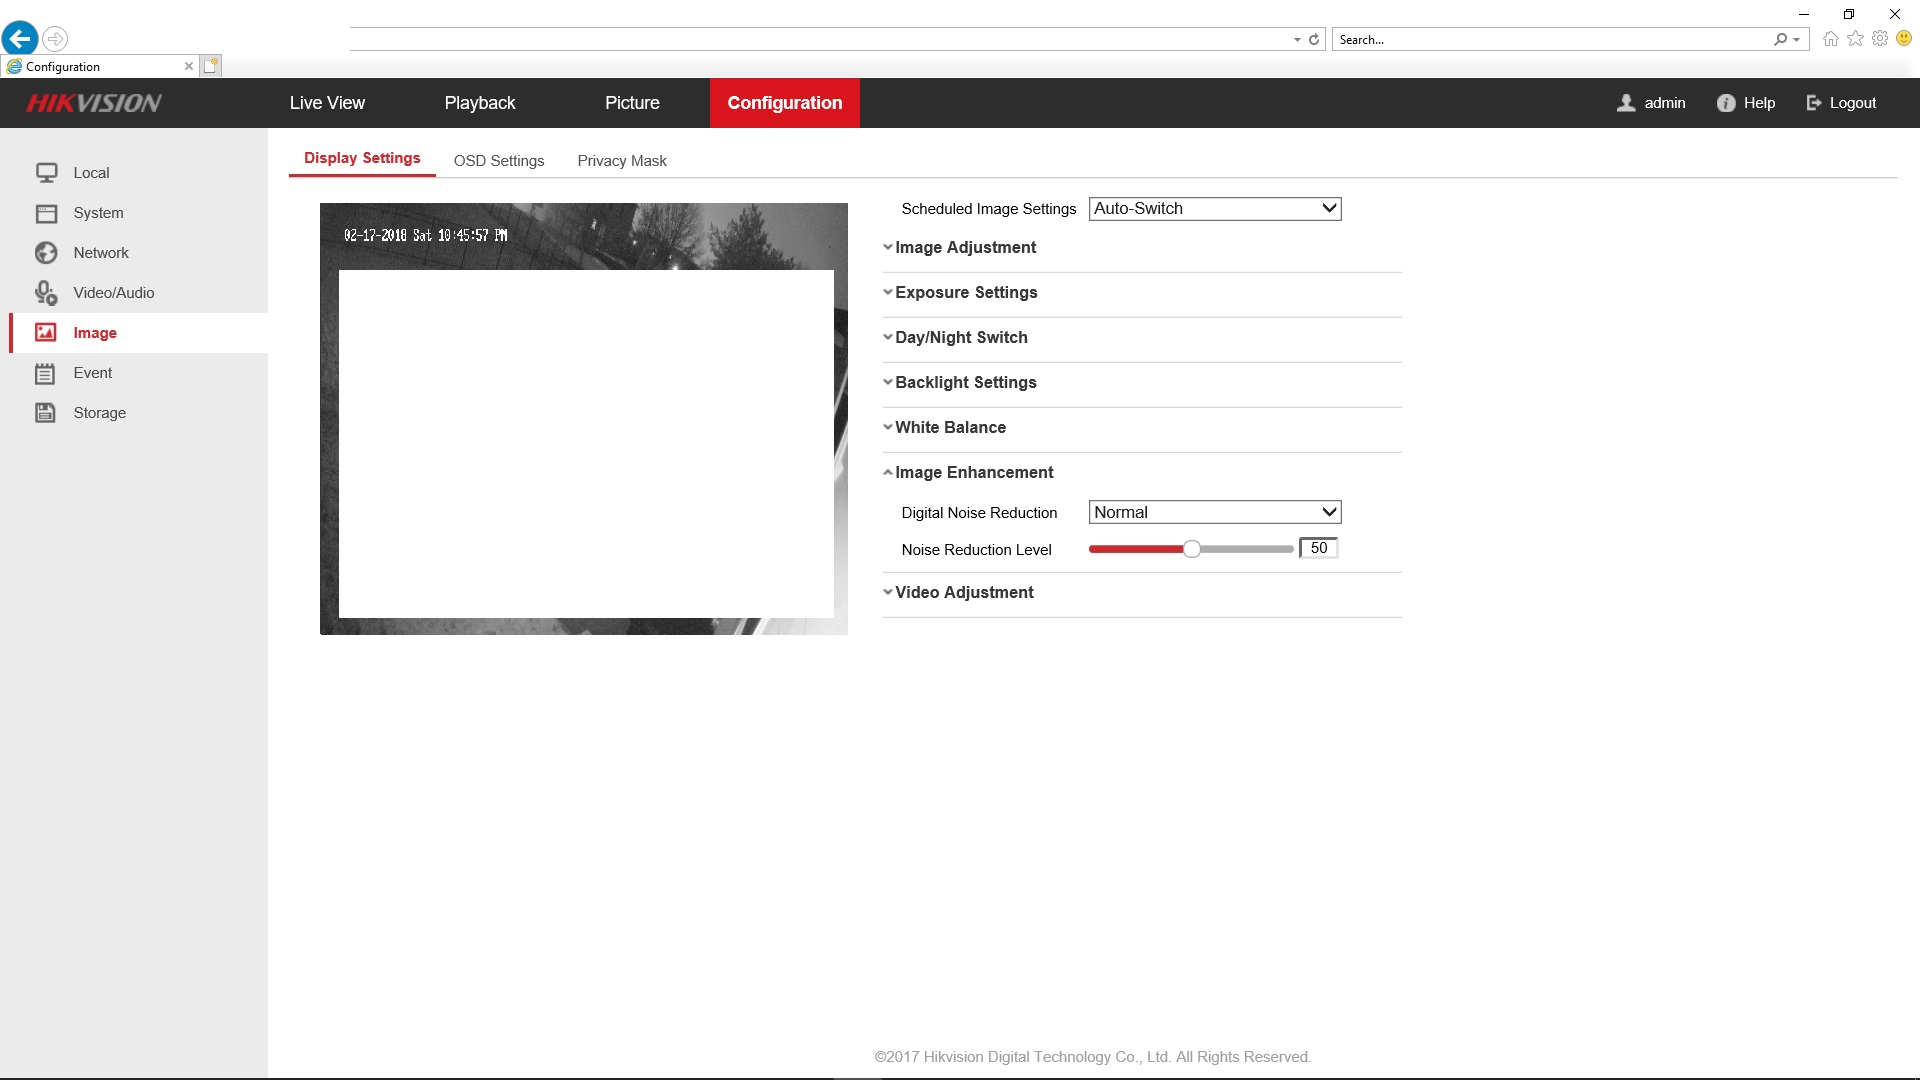 Search...
Configuration
HIKVISION
Live View
Playback
Picture
Configuration
admin
Help
Logout
Local
System
Network
Video/Audio
Image
Event
Storage
Display Settings
OSD Settings
Privacy Mask
02-17-2018 Sat 10:45:57 PM
Scheduled Image Settings
Auto-Switch
Image Adjustment
Exposure Settings
Day/Night Switch
Backlight Settings
White Balance
Image Enhancement
Digital Noise Reduction
Normal
Noise Reduction Level
50
Video Adjustment
©2017 Hikvision Digital Technology Co., Ltd. All Rights Reserved.